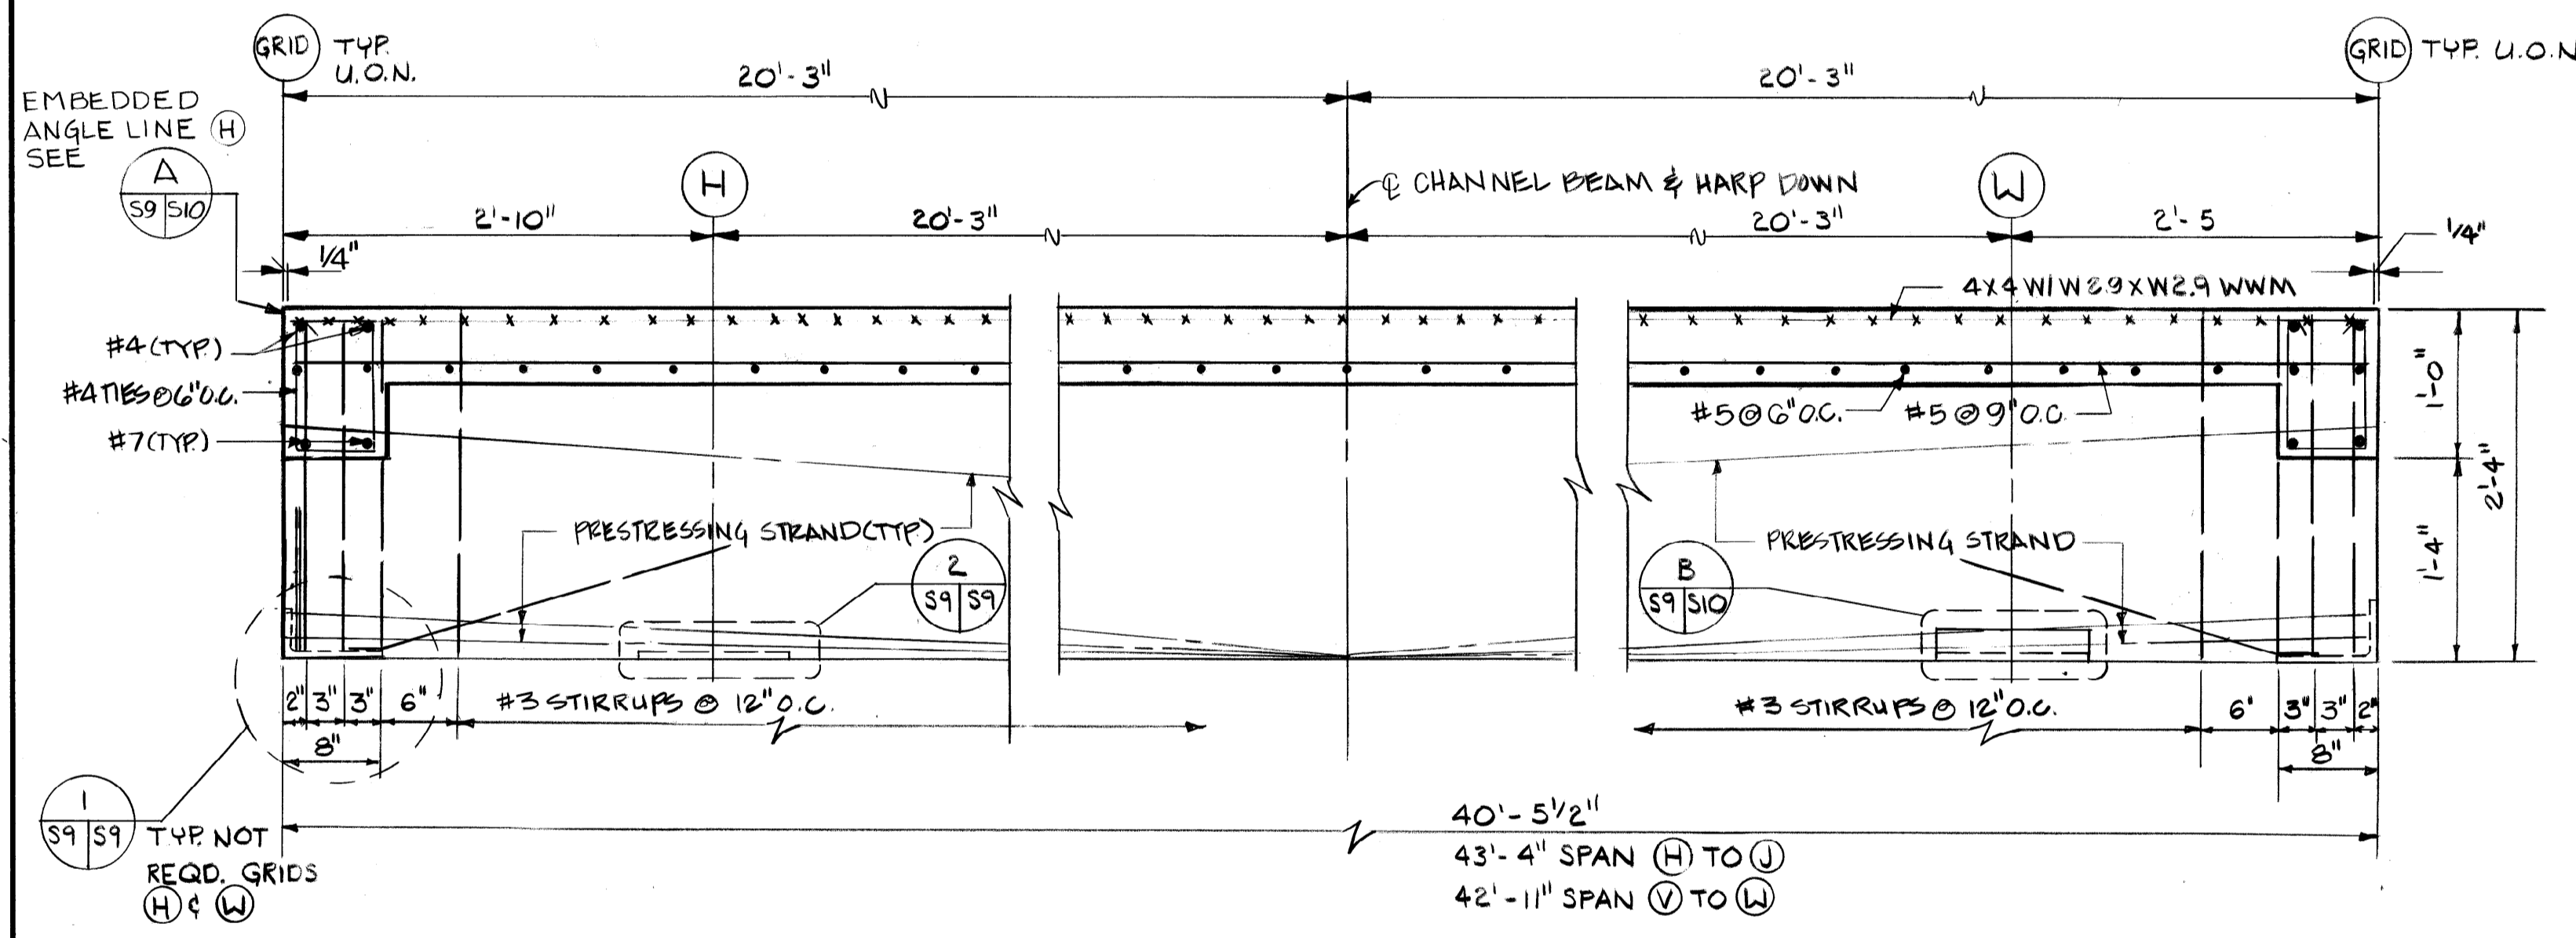 GRID TYP.
U.O.N.
GRID TYP. U.O.N
20'-3"
20'-3"
EMBEDDED
ANGLE LINE H
SEE
A
S9 S10
H
W
℄ CHANNEL BEAM & HARP DOWN
2'-10"
20'-3"
20'-3"
2'-5
1/4"
1/4"
4X4 W/W2.9XW2.9 WWM
#4 (TYP.)
#4 TIES @ 6" O.C.
#7 (TYP.)
#5 @ 6" O.C.
#5 @ 9" O.C.
1'-0"
2'-4"
1'-4"
PRESTRESSING STRAND (TYP.)
PRESTRESSING STRAND
2
S9 S9
B
S9 S10
2" 3" 3" 6"
#3 STIRRUPS @ 12" O.C.
#3 STIRRUPS @ 12" O.C.
6' 3" 3" 2"
8"
8"
1
S9 S9
TYP. NOT
REQD. GRIDS
H & W
40'-5 1/2"
43'-4" SPAN H TO J
42'-11" SPAN V TO W